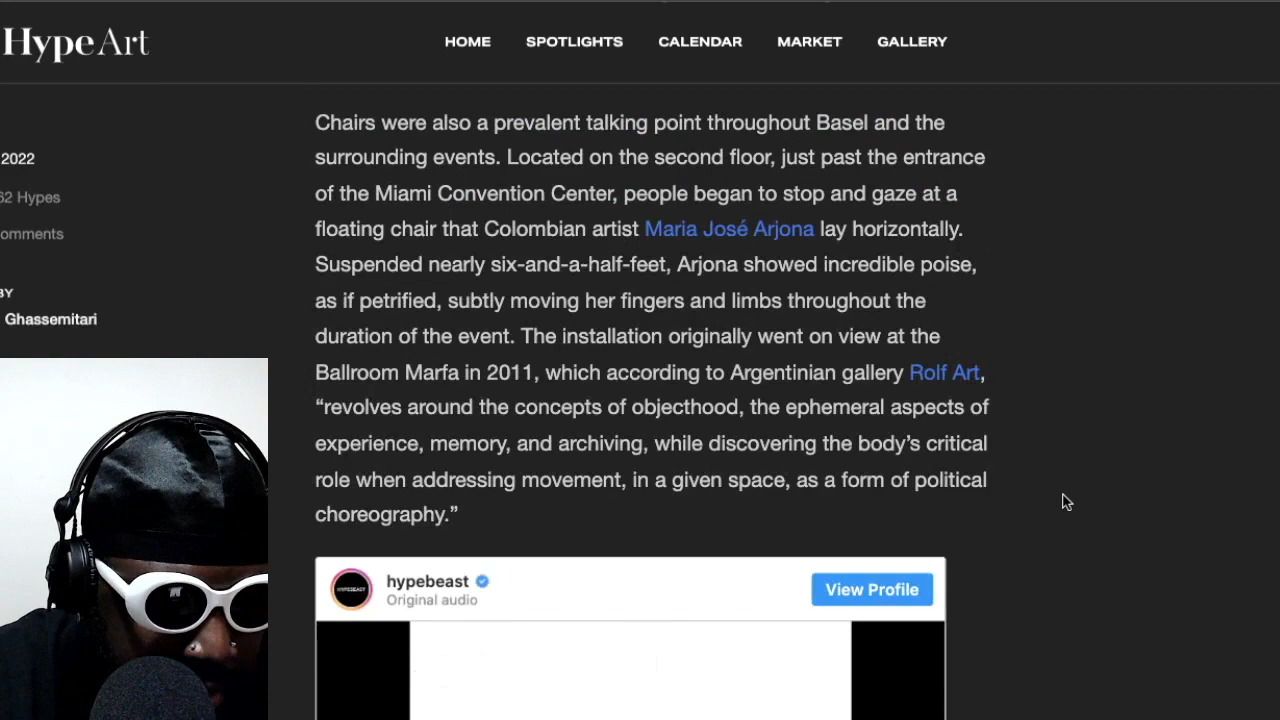 HypeArt
HOME
SPOTLIGHTS
CALENDAR
MARKET
GALLERY
2022
62 Hypes
omments
BY
Ghassemitari
Chairs were also a prevalent talking point throughout Basel and the
surrounding events. Located on the second floor, just past the entrance
of the Miami Convention Center, people began to stop and gaze at a
floating chair that Colombian artist Maria José Arjona lay horizontally.
Suspended nearly six-and-a-half-feet, Arjona showed incredible poise,
as if petrified, subtly moving her fingers and limbs throughout the
duration of the event. The installation originally went on view at the
Ballroom Marfa in 2011, which according to Argentinian gallery Rolf Art,
“revolves around the concepts of objecthood, the ephemeral aspects of
experience, memory, and archiving, while discovering the body’s critical
role when addressing movement, in a given space, as a form of political
choreography.”
HYPEBEAST
hypebeast
Original audio
View Profile